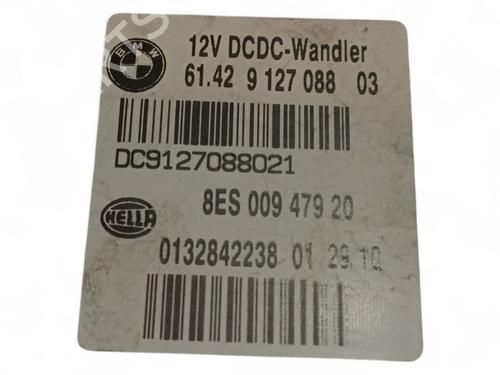 BMW
12V DCDC-Wandler
61.42 9 127 088 03
DC9127088021
8ES 009 479 20
HELLA
0132842238 01 29 10